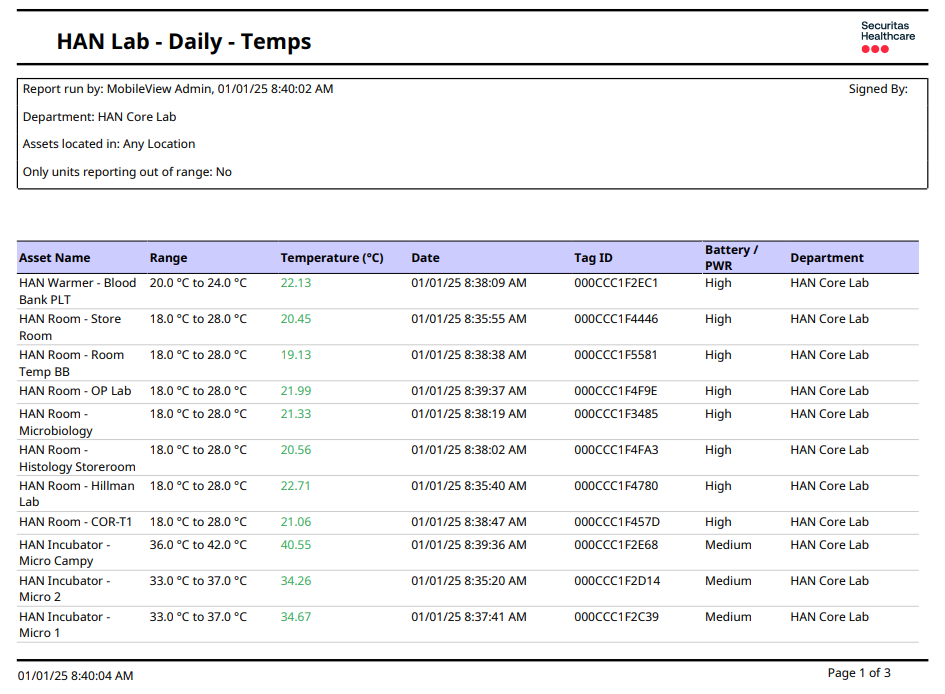 HAN Lab - Daily - Temps
Securitas
Healthcare
Report run by: MobileView Admin, 01/01/25 8:40:02 AM Signed By:
Department: HAN Core Lab
Assets located in: Any Location
Only units reporting out of range: No
Asset Name Range Temperature (°C) Date Tag ID Battery / PWR Department
HAN Warmer - Blood 20.0 °C to 24.0 °C 22.13 01/01/25 8:38:09 AM 000CCC1F2EC1 High HAN Core Lab
Bank PLT
HAN Room - Store 18.0 °C to 28.0 °C 20.45 01/01/25 8:35:55 AM 000CCC1F4446 High HAN Core Lab
Room
HAN Room - Room 18.0 °C to 28.0 °C 19.13 01/01/25 8:38:38 AM 000CCC1F5581 High HAN Core Lab
Temp BB
HAN Room - OP Lab 18.0 °C to 28.0 °C 21.99 01/01/25 8:39:37 AM 000CCC1F4F9E High HAN Core Lab
HAN Room - 18.0 °C to 28.0 °C 21.33 01/01/25 8:38:19 AM 000CCC1F3485 High HAN Core Lab
Microbiology
HAN Room - 18.0 °C to 28.0 °C 20.56 01/01/25 8:38:02 AM 000CCC1F4FA3 High HAN Core Lab
Histology Storeroom
HAN Room - Hillman 18.0 °C to 28.0 °C 22.71 01/01/25 8:35:40 AM 000CCC1F4780 High HAN Core Lab
Lab
HAN Room - COR-T1 18.0 °C to 28.0 °C 21.06 01/01/25 8:38:47 AM 000CCC1F457D High HAN Core Lab
HAN Incubator - 36.0 °C to 42.0 °C 40.55 01/01/25 8:39:36 AM 000CCC1F2E68 Medium HAN Core Lab
Micro Campy
HAN Incubator - 33.0 °C to 37.0 °C 34.26 01/01/25 8:35:20 AM 000CCC1F2D14 Medium HAN Core Lab
Micro 2
HAN Incubator - 33.0 °C to 37.0 °C 34.67 01/01/25 8:37:41 AM 000CCC1F2C39 Medium HAN Core Lab
Micro 1
01/01/25 8:40:04 AM Page 1 of 3